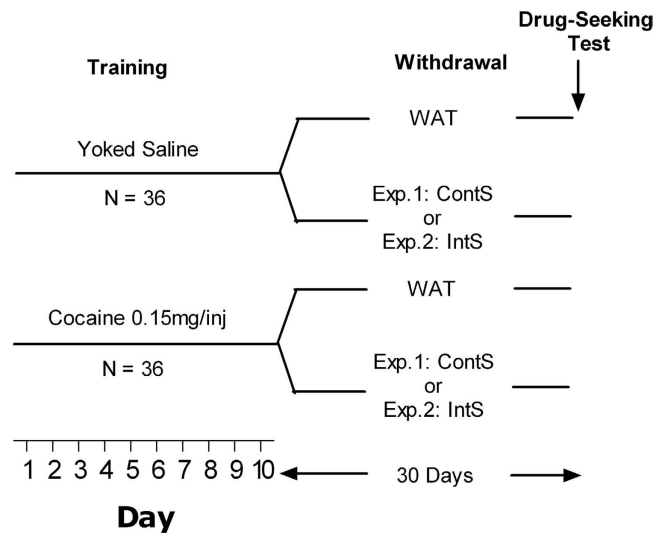 Drug-Seeking
Test
Training
Withdrawal
WAT
Yoked Saline
N = 36
Exp.1: ContS
or
Exp.2: IntS
WAT
Cocaine 0.15mg/inj
N = 36
Exp.1: ContS
or
Exp.2: IntS
1 2 3 4 5 6 7 8 9 10
30 Days
Day